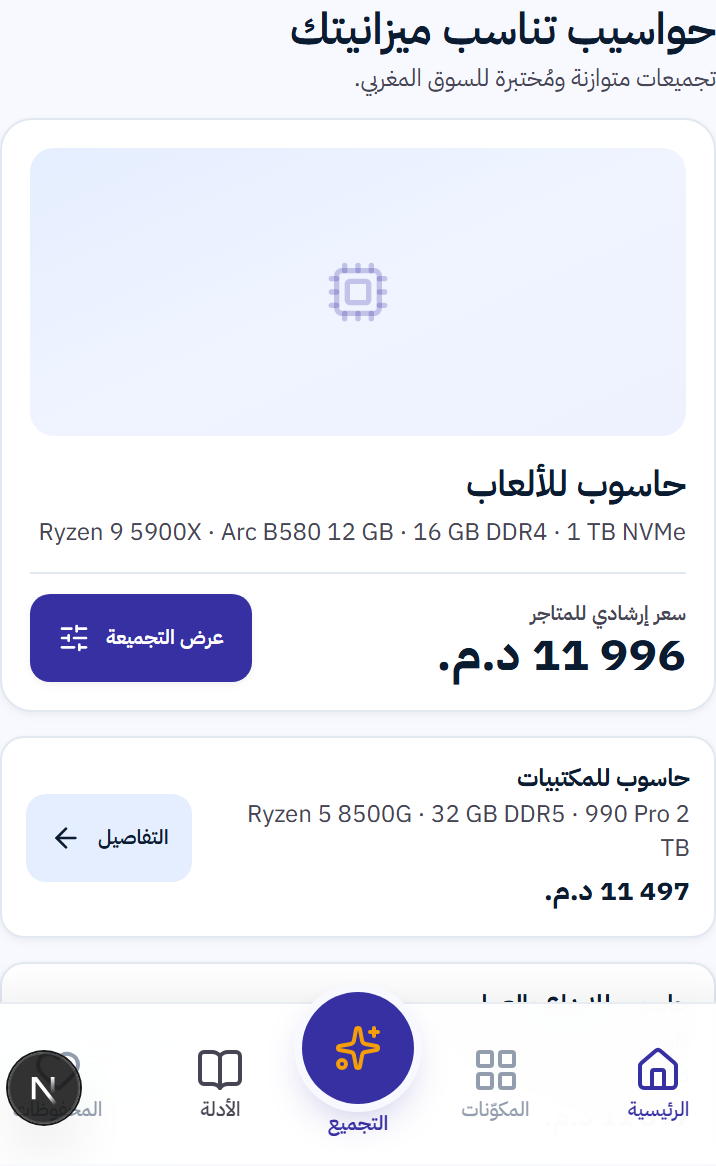 حواسيب تناسب ميزانيتك
تجميعات متوازنة ومُختبرة للسوق المغربي.
حاسوب للألعاب
Ryzen 9 5900X · Arc B580 12 GB · 16 GB DDR4 · 1 TB NVMe
سعر إرشادي للمتاجر
11 996 د.م.
عرض التجميعة
حاسوب للمكتبيات
Ryzen 5 8500G · 32 GB DDR5 · 990 Pro 2
TB
11 497 د.م.
التفاصيل
الرئيسية
المكوّنات
التجميع
الأدلة
N